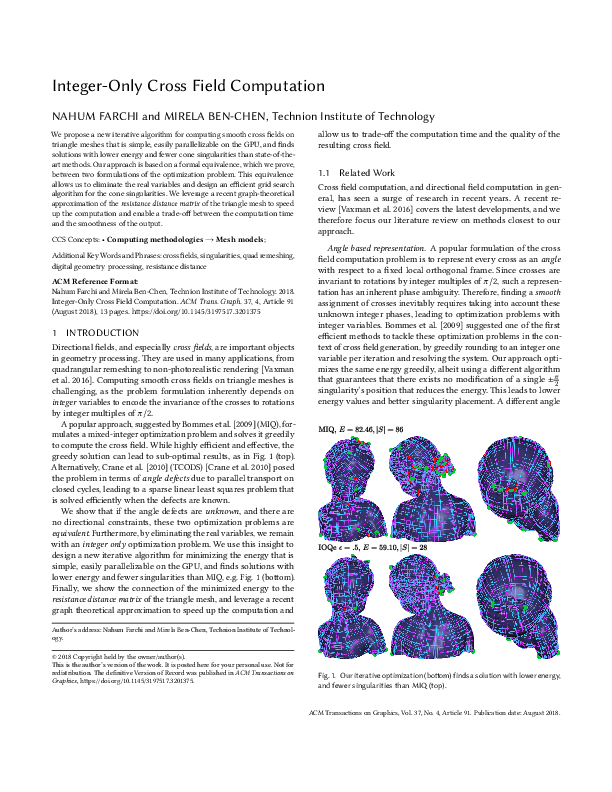 Integer-Only Cross Field Computation
NAHUM FARCHI and MIRELA BEN-CHEN, Technion Institute of Technology
We propose a new iterative algorithm for computing smooth cross fields on
triangle meshes that is simple, easily parallelizable on the GPU, and finds
solutions with lower energy and fewer cone singularities than state-of-the-
art methods. Our approach is based on a formal equivalence, which we prove,
between two formulations of the optimization problem. This equivalence
allows us to eliminate the real variables and design an efficient grid search
algorithm for the cone singularities. We leverage a recent graph-theoretical
approximation of the resistance distance matrix of the triangle mesh to speed
up the computation and enable a trade-off between the computation time
and the smoothness of the output.
CCS Concepts: • Computing methodologies → Mesh models;
Additional Key Words and Phrases: cross fields, singularities, quad remeshing,
digital geometry processing, resistance distance
ACM Reference Format:
Nahum Farchi and Mirela Ben-Chen, Technion Institute of Technology. 2018.
Integer-Only Cross Field Computation. ACM Trans. Graph. 37, 4, Article 91
(August 2018), 13 pages. https://doi.org/10.1145/3197517.3201375
1 INTRODUCTION
Directional fields, and especially cross fields, are important objects
in geometry processing. They are used in many applications, from
quadrangular remeshing to non-photorealistic rendering [Vaxman
et al. 2016]. Computing smooth cross fields on triangle meshes is
challenging, as the problem formulation inherently depends on
integer variables to encode the invariance of the crosses to rotations
by integer multiples of π/2.
A popular approach, suggested by Bommes et al. [2009] (MIQ), for-
mulates a mixed-integer optimization problem and solves it greedily
to compute the cross field. While highly efficient and effective, the
greedy solution can lead to sub-optimal results, as in Fig. 1 (top).
Alternatively, Crane et al. [2010] (TCODS) [Crane et al. 2010] posed
the problem in terms of angle defects due to parallel transport on
closed cycles, leading to a sparse linear least squares problem that
is solved efficiently when the defects are known.
We show that if the angle defects are unknown, and there are
no directional constraints, these two optimization problems are
equivalent. Furthermore, by eliminating the real variables, we remain
with an integer only optimization problem. We use this insight to
design a new iterative algorithm for minimizing the energy that is
simple, easily parallelizable on the GPU, and finds solutions with
lower energy and fewer singularities than MIQ, e.g. Fig. 1 (bottom).
Finally, we show the connection of the minimized energy to the
resistance distance matrix of the triangle mesh, and leverage a recent
graph theoretical approximation to speed up the computation and
Author's address: Nahum Farchi and Mirela Ben-Chen, Technion Institute of Technol-
ogy.
© 2018 Copyright held by the owner/author(s).
This is the author's version of the work. It is posted here for your personal use. Not for
redistribution. The definitive Version of Record was published in ACM Transactions on
Graphics, https://doi.org/10.1145/3197517.3201375.
allow us to trade-off the computation time and the quality of the
resulting cross field.
1.1 Related Work
Cross field computation, and directional field computation in gen-
eral, has seen a surge of research in recent years. A recent re-
view [Vaxman et al. 2016] covers the latest developments, and we
therefore focus our literature review on methods closest to our
approach.
Angle based representation. A popular formulation of the cross
field computation problem is to represent every cross as an angle
with respect to a fixed local orthogonal frame. Since crosses are
invariant to rotations by integer multiples of π/2, such a represen-
tation has an inherent phase ambiguity. Therefore, finding a smooth
assignment of crosses inevitably requires taking into account these
unknown integer phases, leading to optimization problems with
integer variables. Bommes et al. [2009] suggested one of the first
efficient methods to tackle these optimization problems in the con-
text of cross field generation, by greedily rounding to an integer one
variable per iteration and resolving the system. Our approach opti-
mizes the same energy greedily, albeit using a different algorithm
that guarantees that there exists no modification of a single ±π/2
singularity's position that reduces the energy. This leads to lower
energy values and better singularity placement. A different angle
MIQ, E = 82.46, |S| = 86
IOQe ϵ = .5, E = 59.10, |S| = 28
Fig. 1. Our iterative optimization (bottom) finds a solution with lower energy,
and fewer singularities than MIQ (top).
ACM Transactions on Graphics, Vol. 37, No. 4, Article 91. Publication date: August 2018.